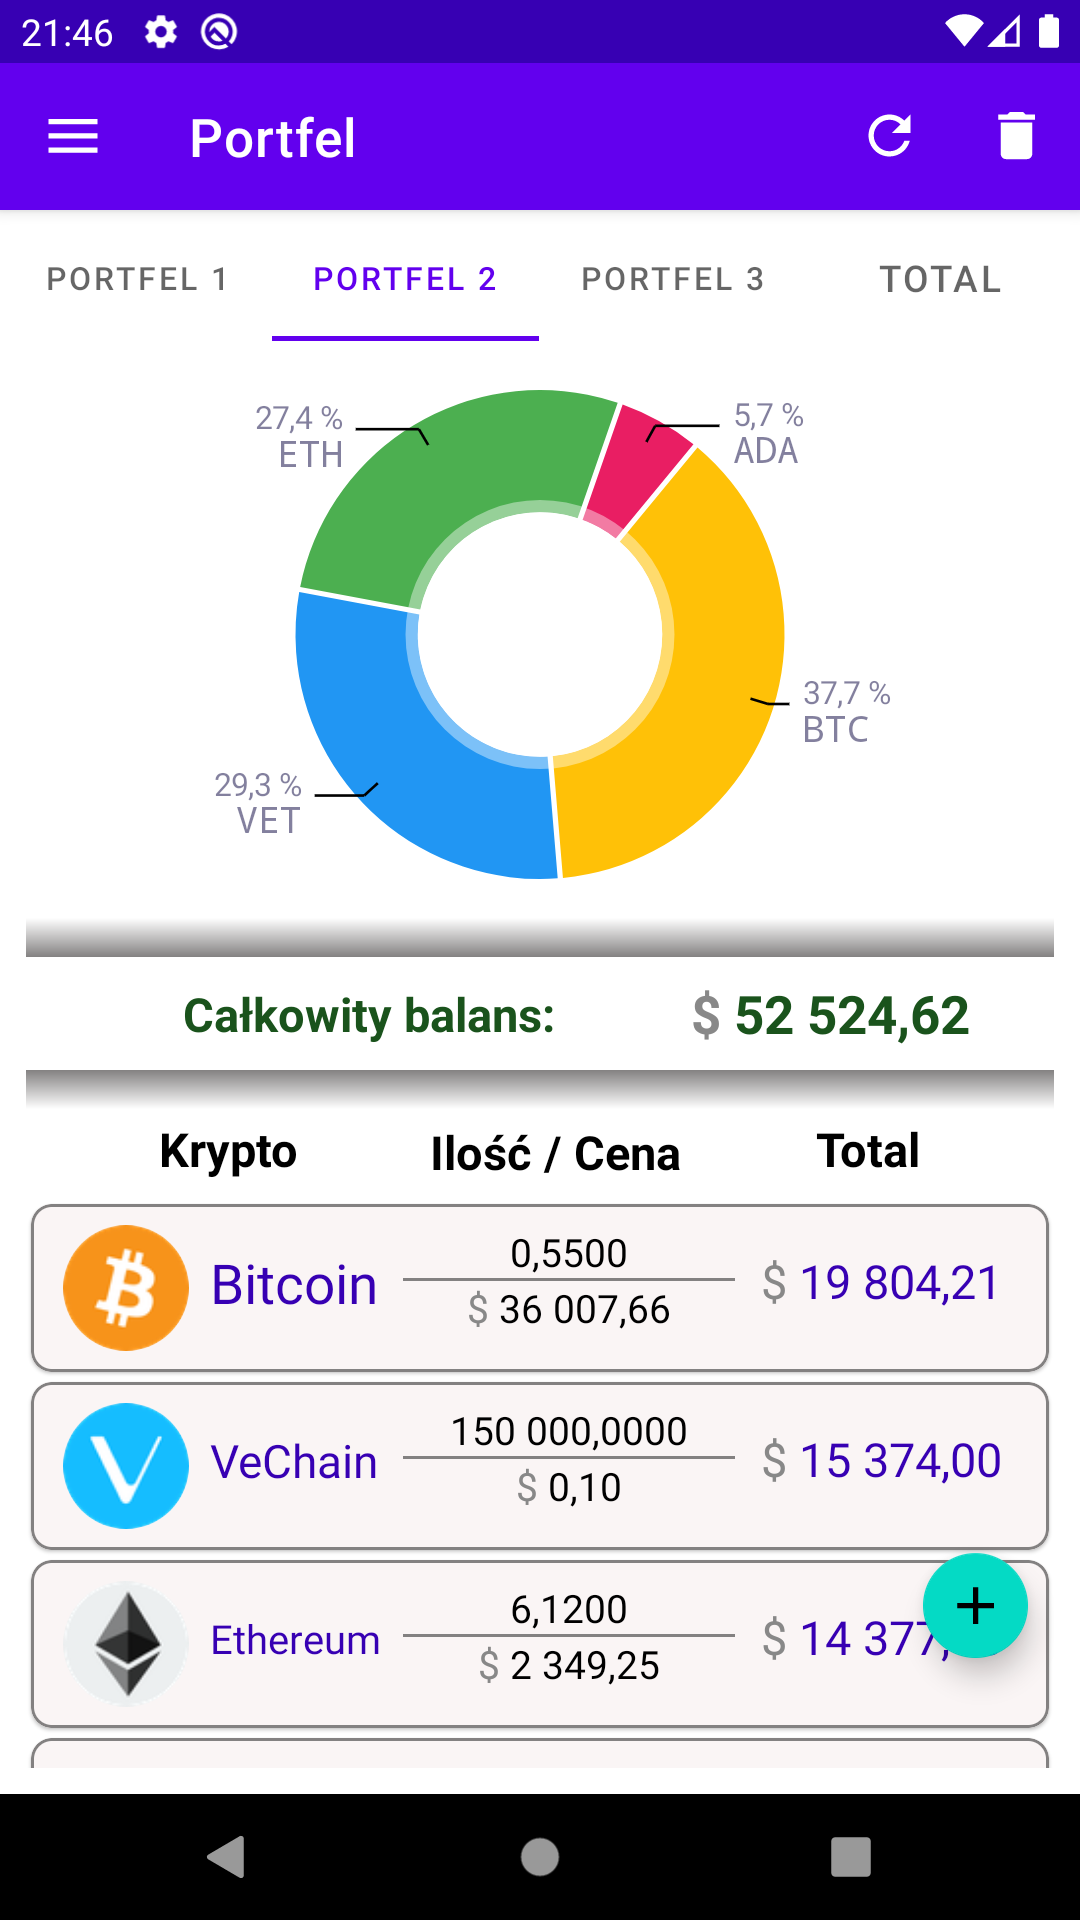 21:46
Portfel
PORTFEL 1 PORTFEL 2 PORTFEL 3 TOTAL
27,4 %
ETH
5,7 %
ADA
37,7 %
BTC
29,3 %
VET
Całkowity balans: $ 52 524,62
Krypto Ilość / Cena Total
Bitcoin
0,5500
$ 36 007,66
$ 19 804,21
VeChain
150 000,0000
$ 0,10
$ 15 374,00
Ethereum
6,1200
$ 2 349,25
$ 14 377,